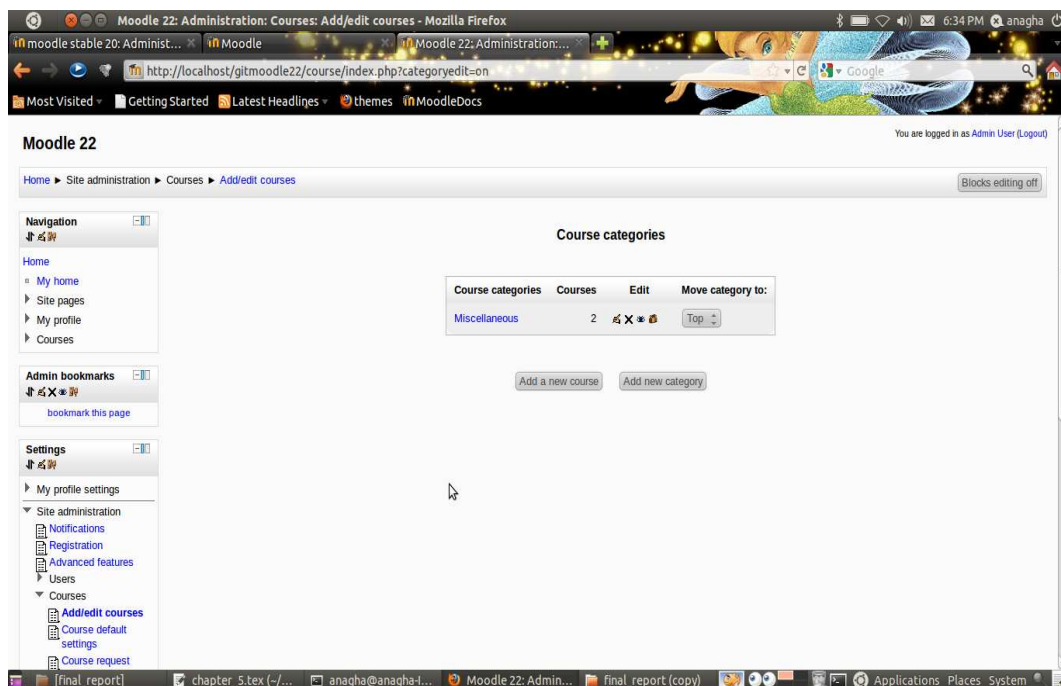 Moodle 22: Administration: Courses: Add/edit courses - Mozilla Firefox
6:34 PM anagha
moodle stable 20: Administ...
Moodle
Moodle 22: Administration:...
http://localhost/gitmoodle22/course/index.php?categoryedit=on
Google
Most Visited
Getting Started
Latest Headlines
themes
MoodleDocs
Moodle 22
You are logged in as Admin User (Logout)
Home ► Site administration ► Courses ► Add/edit courses
Blocks editing off
Navigation
Home
My home
Site pages
My profile
Courses
Admin bookmarks
bookmark this page
Settings
My profile settings
Site administration
Notifications
Registration
Advanced features
Users
Courses
Add/edit courses
Course default
settings
Course request
Course categories
Course categories Courses Edit Move category to:
Miscellaneous 2 Top
Add a new course
Add new category
[final report]
chapter_5.tex (~/...
anagha@anagha-l...
Moodle 22: Admin...
final report (copy)
Applications Places System